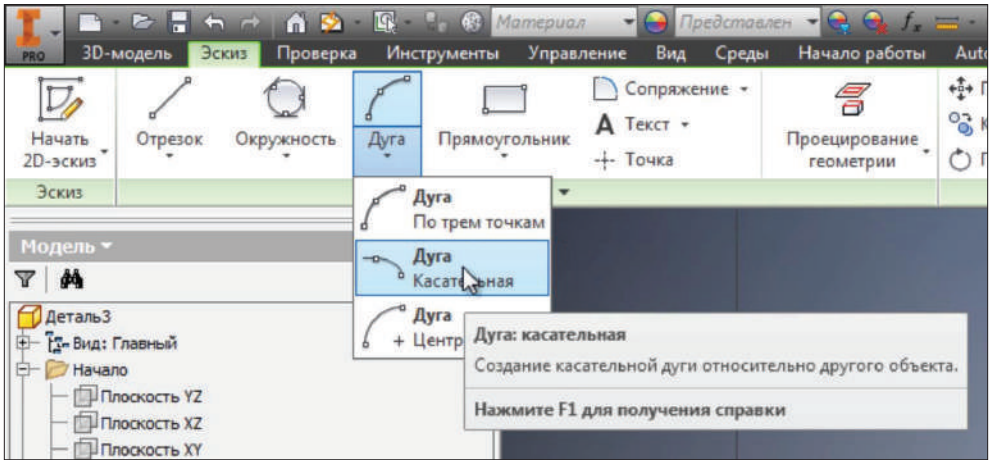 Материал Представлен fx
PRO 3D-модель Эскиз Проверка Инструменты Управление Вид Среды Начало работы Auto
Начать 2D-эскиз
Отрезок
Окружность
Дуга
Прямоугольник
Сопряжение
A Текст
Точка
Проецирование геометрии
Эскиз
Дуга
По трем точкам
Дуга
Касательная
Дуга
Модель
Деталь3
Вид: Главный
Начало
Плоскость YZ
Плоскость XZ
Плоскость XY
Дуга: касательная
Создание касательной дуги относительно другого объекта.
Нажмите F1 для получения справки